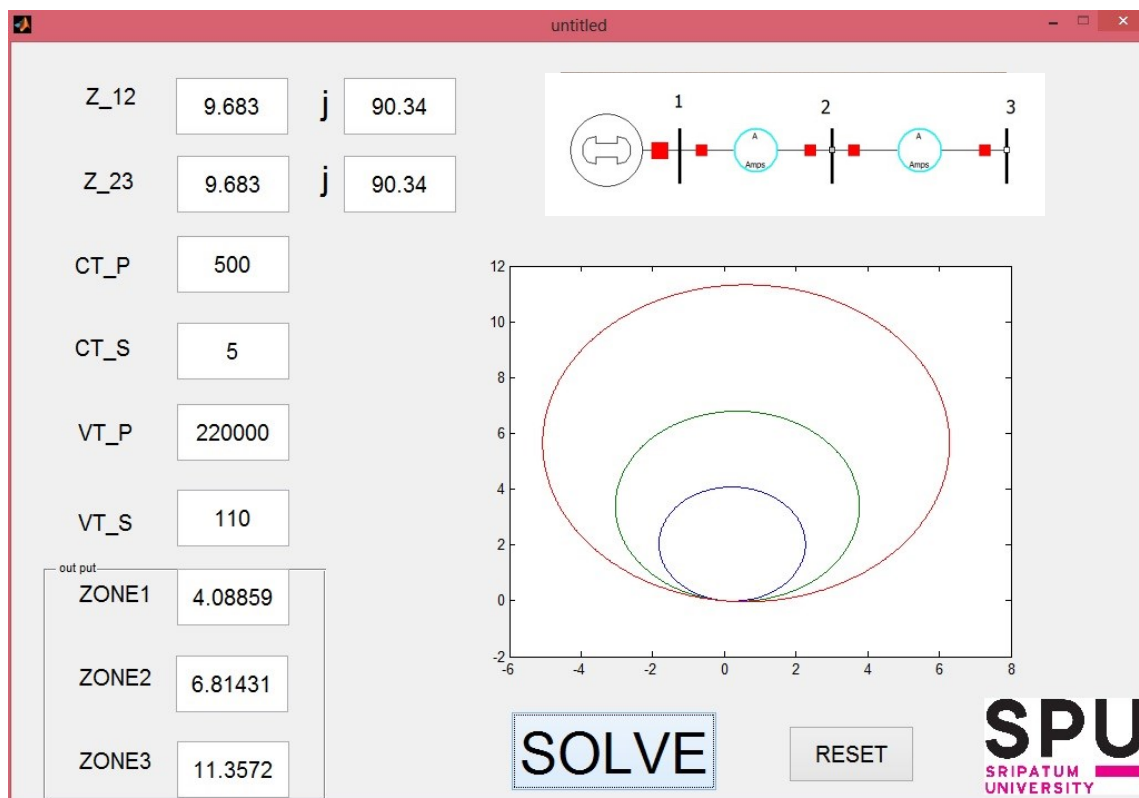 untitled
Z_12 9.683 j 90.34
Z_23 9.683 j 90.34
CT_P 500
CT_S 5
VT_P 220000
VT_S 110
out put
ZONE1 4.08859
ZONE2 6.81431
ZONE3 11.3572
1 2 3
A A
Amps Amps
12
10
8
6
4
2
0
-2
-6 -4 -2 0 2 4 6 8
SOLVE
RESET
SPU
SRIPATUM
UNIVERSITY